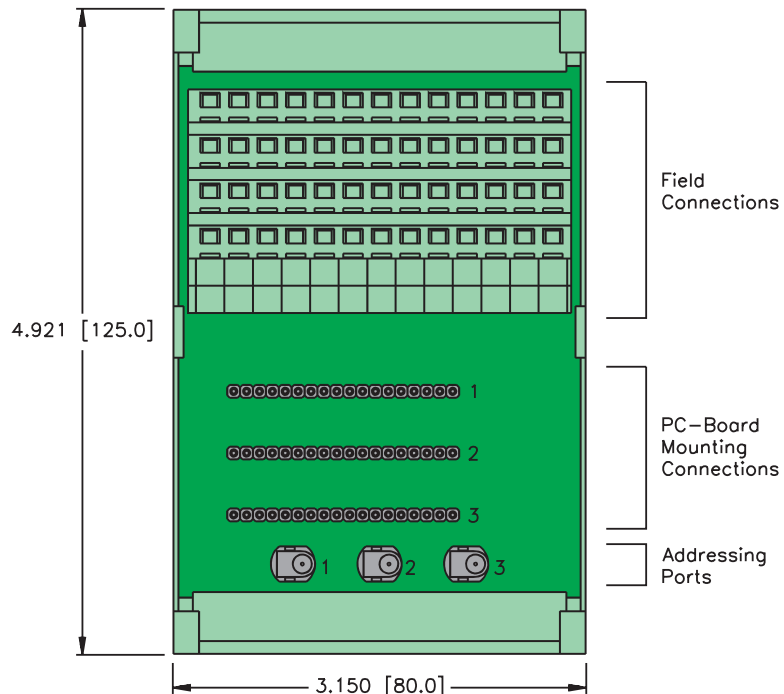 Field
Connections
4.921 [125.0]
1
PC-Board
Mounting
Connections
2
3
Addressing
Ports
1 2 3
3.150 [80.0]